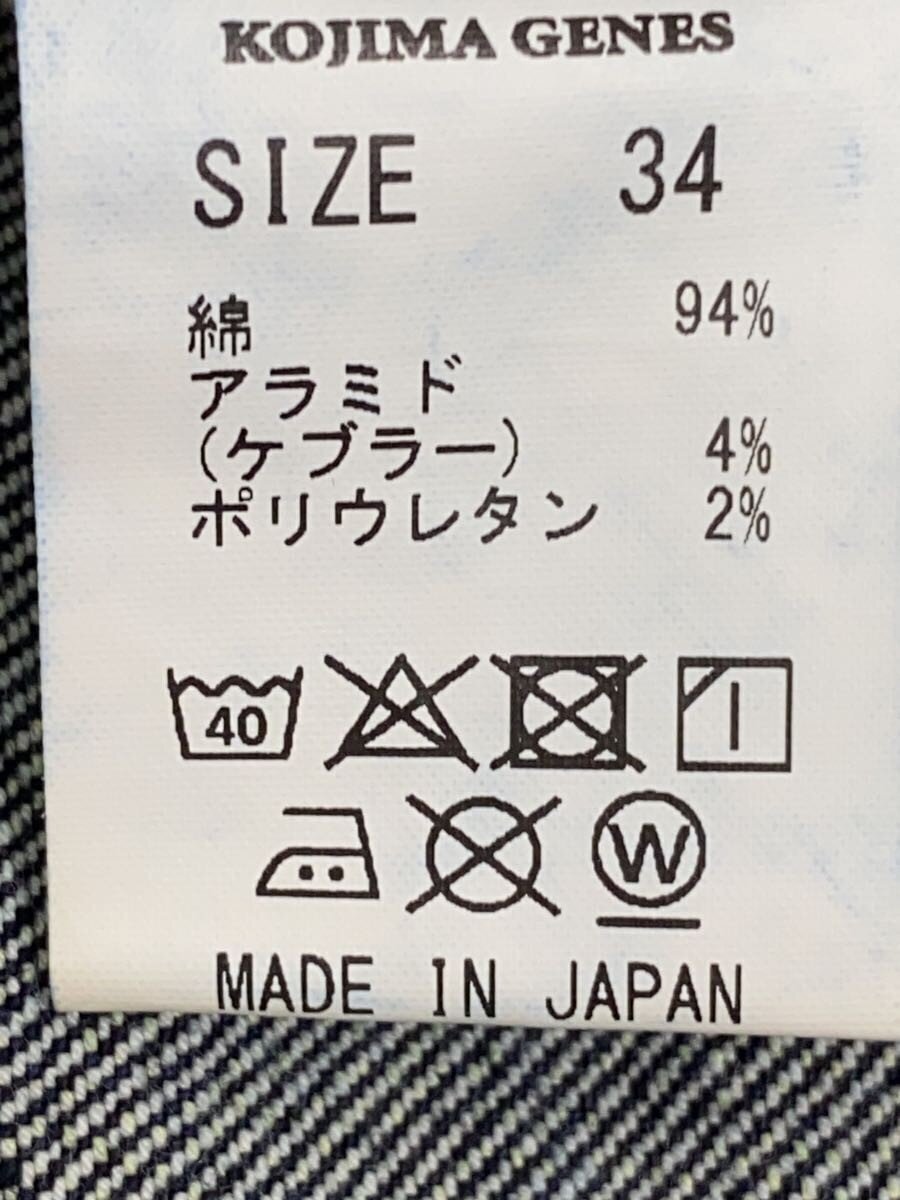 KOJIMA GENES
SIZE 34
綿 94%
アラミド
(ケブラー) 4%
ポリウレタン 2%
40
W
MADE IN JAPAN